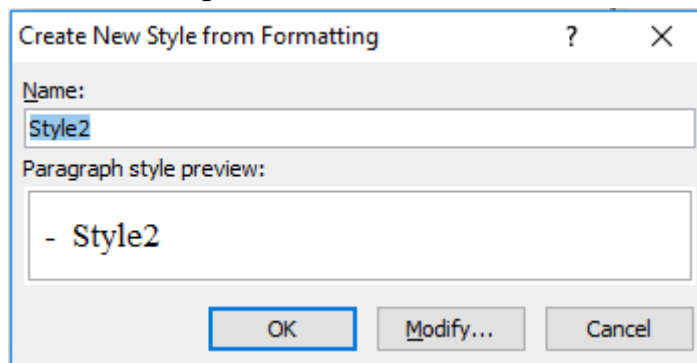 Create New Style from Formatting ? ×
Name:
Style2
Paragraph style preview:
- Style2
OK Modify... Cancel